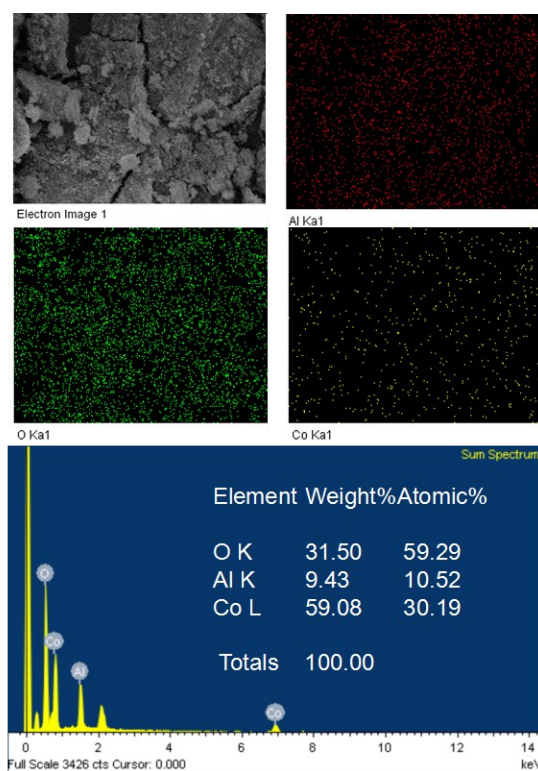 Electron Image 1
Al Ka1
O Ka1
Co Ka1
Sum Spectrum
Element Weight%Atomic%
O K 31.50 59.29
Al K 9.43 10.52
Co L 59.08 30.19
Totals 100.00
O
Co
Al
Co
0 2 4 6 8 10 12 14
Full Scale 3426 cts Cursor: 0.000
keV